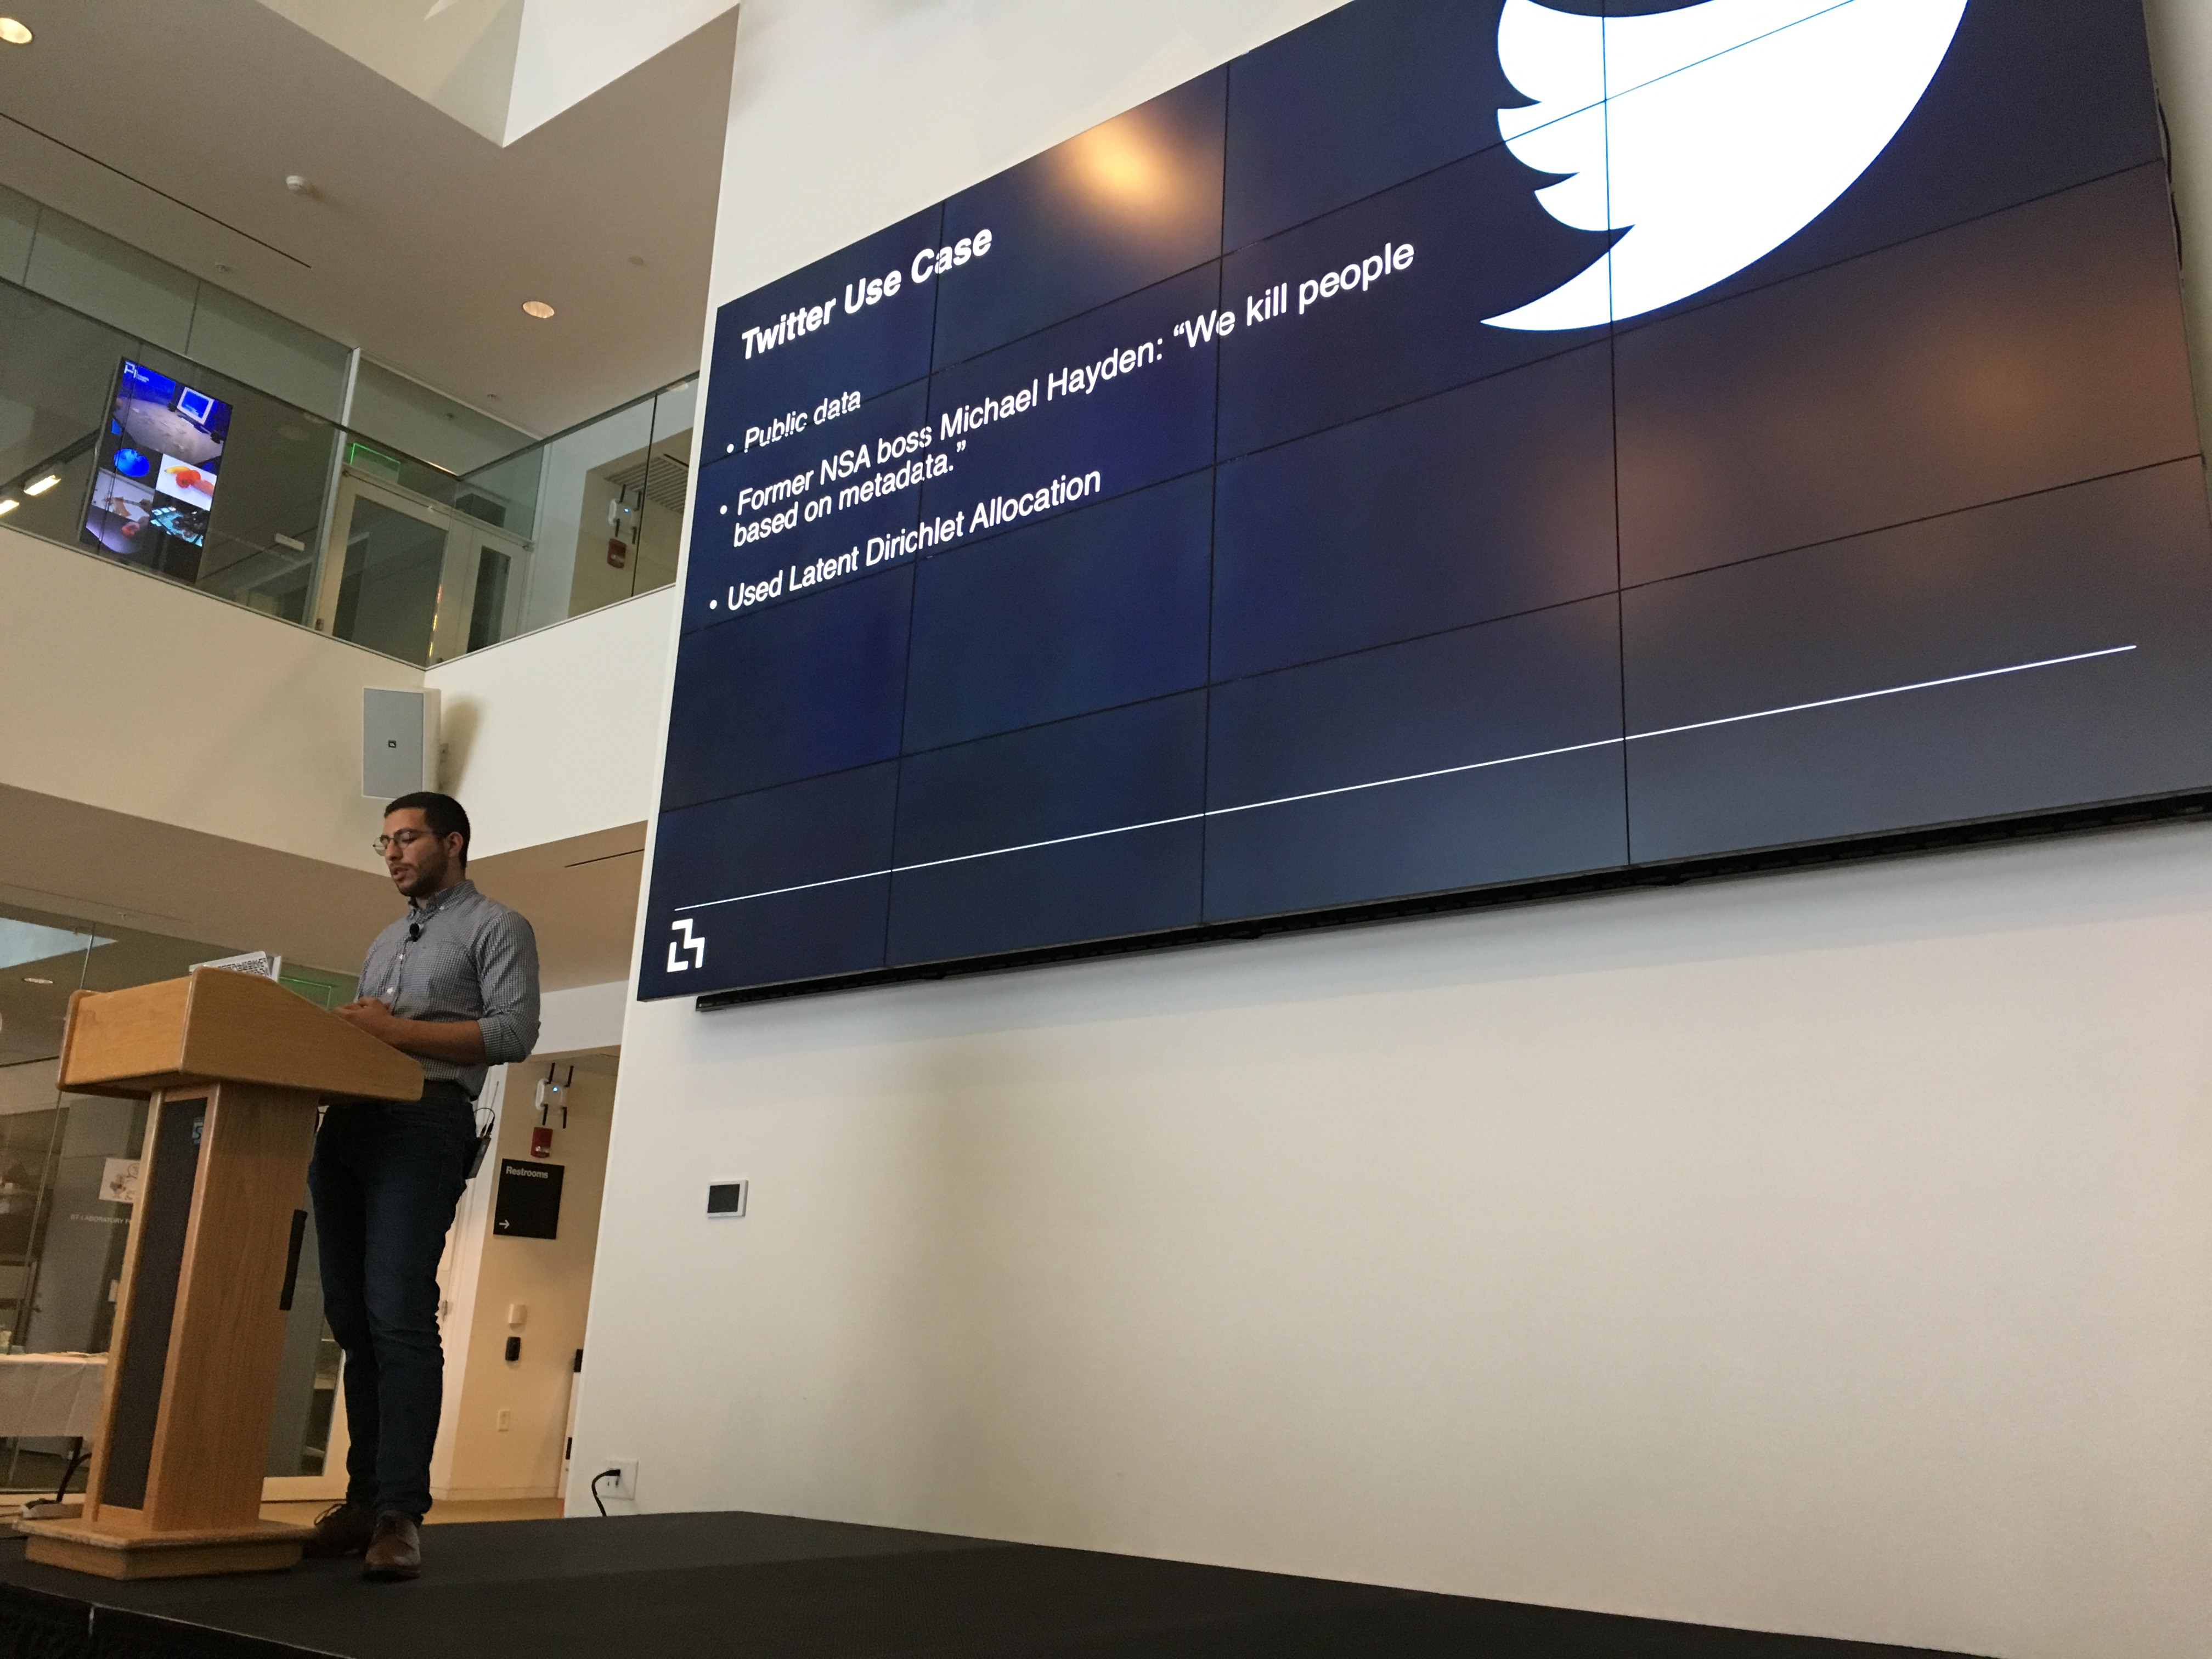 Twitter Use Case
• Public data
• Former NSA boss Michael Hayden: “We kill people
based on metadata.”
• Used Latent Dirichlet Allocation
Restrooms
→